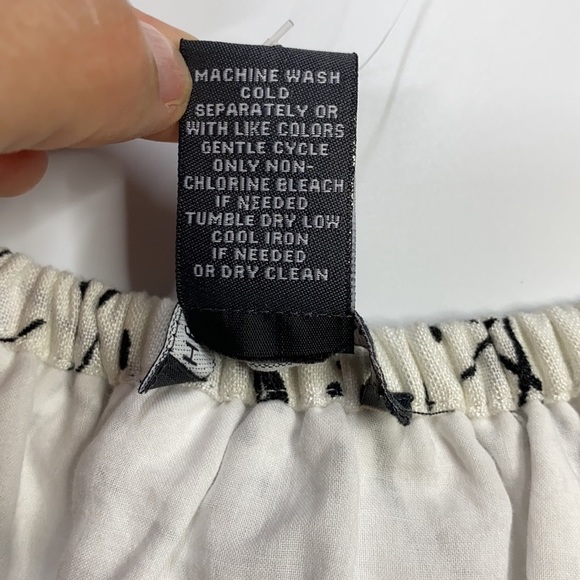 MACHINE WASH
COLD
SEPARATELY OR
WITH LIKE COLORS
GENTLE CYCLE
ONLY NON-
CHLORINE BLEACH
IF NEEDED
TUMBLE DRY LOW
COOL IRON
IF NEEDED
OR DRY CLEAN